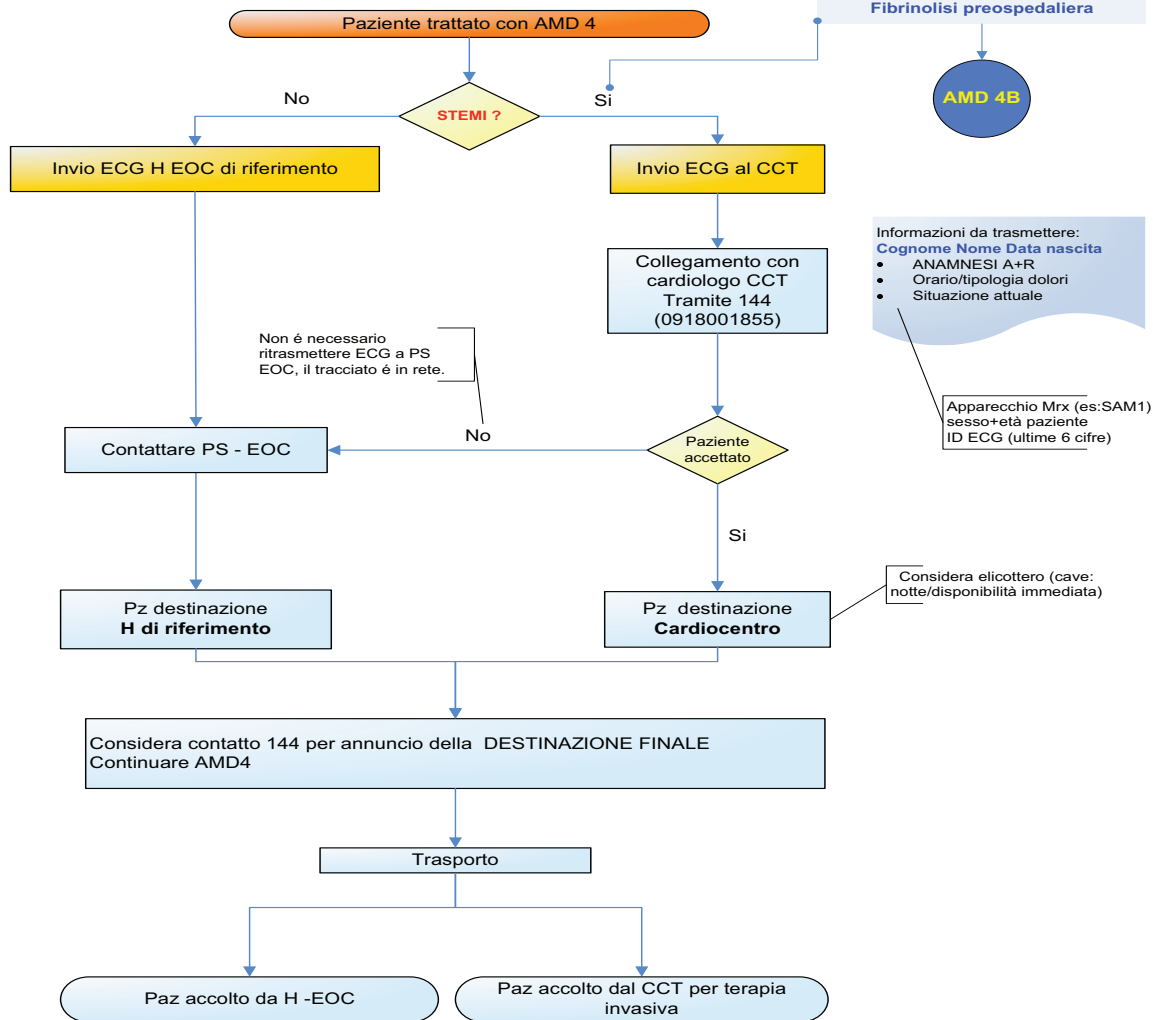 Fibrinolisi preospedaliera
Paziente trattato con AMD 4
AMD 4B
No
Si
STEMI ?
Invio ECG H EOC di riferimento
Invio ECG al CCT
Informazioni da trasmettere:
Cognome Nome Data nascita
• ANAMNESI A+R
• Orario/tipologia dolori
• Situazione attuale
Collegamento con
cardiologo CCT
Tramite 144
(0918001855)
Non é necessario
ritrasmettere ECG a PS
EOC, il tracciato é in rete.
Apparecchio Mrx (es:SAM1)
sesso+età paziente
ID ECG (ultime 6 cifre)
Contattare PS - EOC
No
Paziente
accettato
Si
Considera elicottero (cave:
notte/disponibilità immediata)
Pz destinazione
H di riferimento
Pz destinazione
Cardiocentro
Considera contatto 144 per annuncio della DESTINAZIONE FINALE
Continuare AMD4
Trasporto
Paz accolto da H -EOC
Paz accolto dal CCT per terapia
invasiva